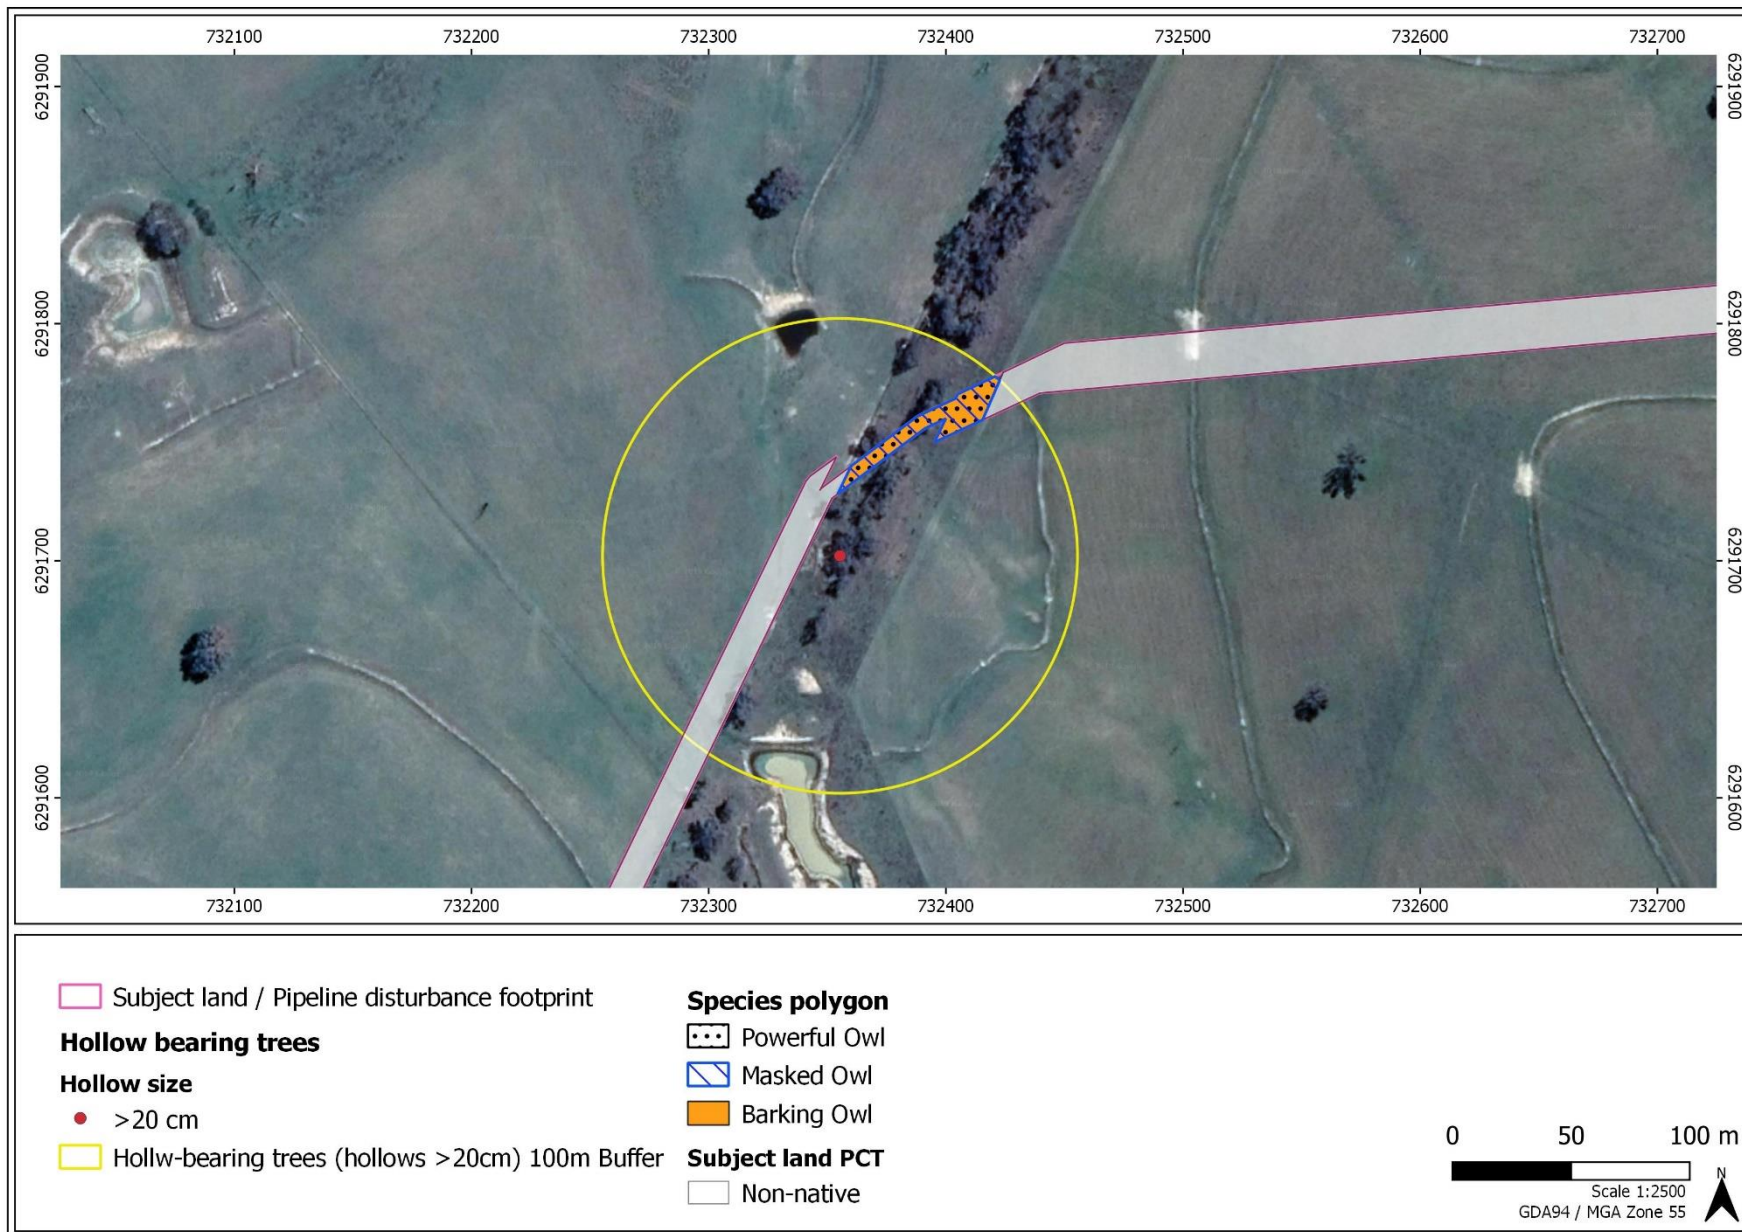 732100 732200 732300 732400 732500 732600 732700
6291900 6291900
6291800 6291800
6291700 6291700
6291600 6291600
732100 732200 732300 732400 732500 732600 732700
Subject land / Pipeline disturbance footprint
Hollow bearing trees
Hollow size
>20 cm
Hollw-bearing trees (hollows >20cm) 100m Buffer
Species polygon
Powerful Owl
Masked Owl
Barking Owl
Subject land PCT
Non-native
0 50 100 m
Scale 1:2500
GDA94 / MGA Zone 55
N